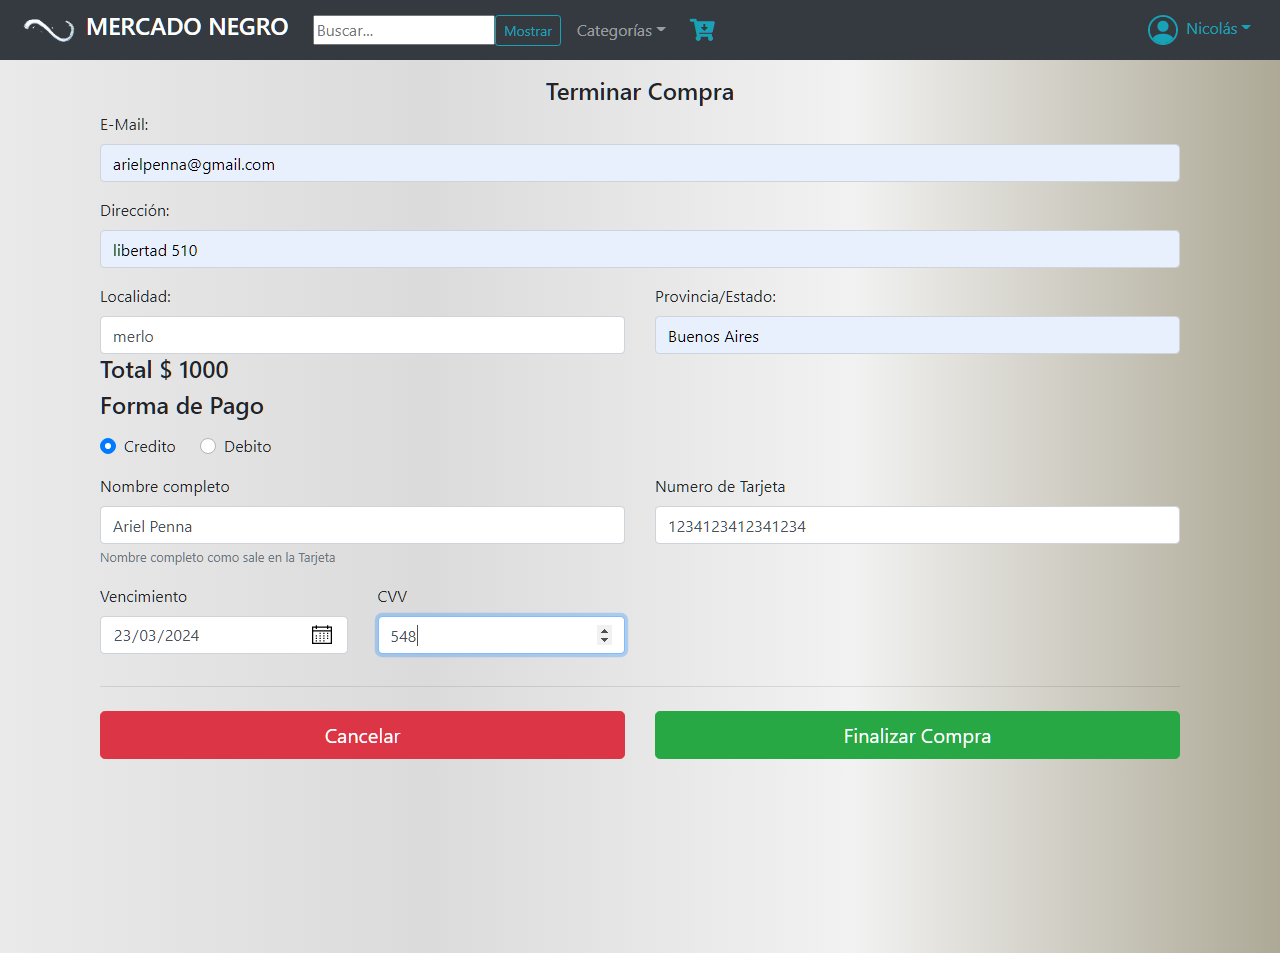 MERCADO NEGRO Buscar... Mostrar Categorías Nicolás
Terminar Compra
E-Mail:
arielpenna@gmail.com
Dirección:
libertad 510
Localidad: Provincia/Estado:
merlo Buenos Aires
Total $ 1000
Forma de Pago
Credito Debito
Nombre completo Numero de Tarjeta
Ariel Penna 1234123412341234
Nombre completo como sale en la Tarjeta
Vencimiento CVV
23/03/2024 548
Cancelar Finalizar Compra